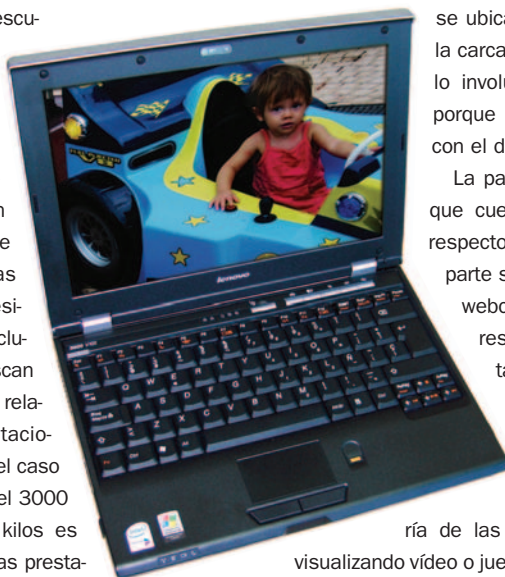 escu-
n
e
as
esi-
clu-
scan
rela-
tacio-
el caso
el 3000
kilos es
as presta-
lenovo
se ubica
la carca
lo involu
porque
con el d
La pa
que cue
respecto
parte s
webc
res
ta
ría de las
visualizando vídeo o jue